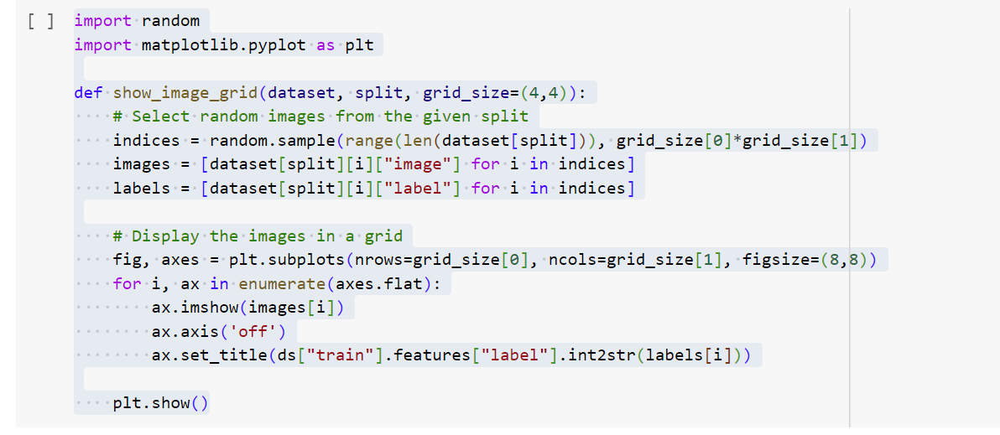 [ ] import random
import matplotlib.pyplot as plt

def show_image_grid(dataset, split, grid_size=(4,4)):
    # Select random images from the given split
    indices = random.sample(range(len(dataset[split])), grid_size[0]*grid_size[1])
    images = [dataset[split][i]["image"] for i in indices]
    labels = [dataset[split][i]["label"] for i in indices]

    # Display the images in a grid
    fig, axes = plt.subplots(nrows=grid_size[0], ncols=grid_size[1], figsize=(8,8))
    for i, ax in enumerate(axes.flat):
        ax.imshow(images[i])
        ax.axis('off')
        ax.set_title(ds["train"].features["label"].int2str(labels[i]))

    plt.show()